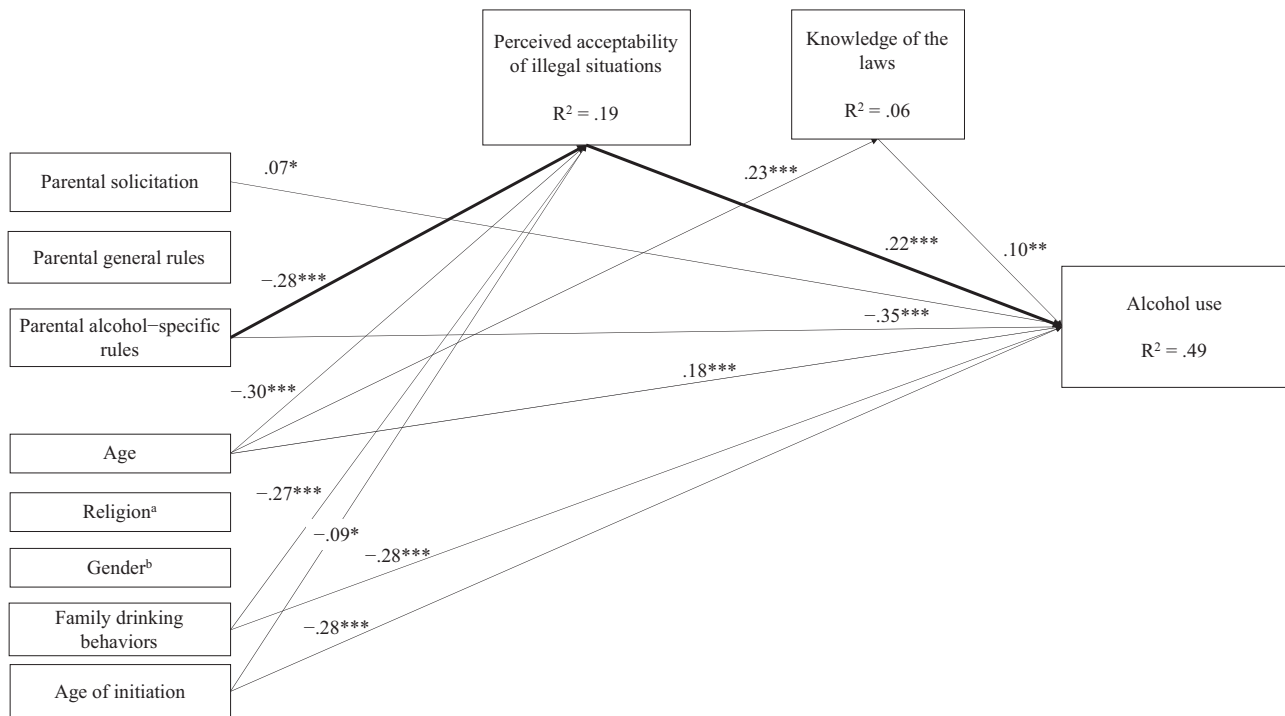 Perceived acceptability
of illegal situations
R² = .19
Knowledge of the
laws
R² = .06
Parental solicitation
.07*
.23***
Parental general rules
−.28***
.22***
.10**
Parental alcohol−specific
rules
−.35***
Alcohol use
R² = .49
−.30***
.18***
Age
−.27***
Religionᵃ
−.09*
Genderᵇ
−.28***
Family drinking
behaviors
−.28***
Age of initiation